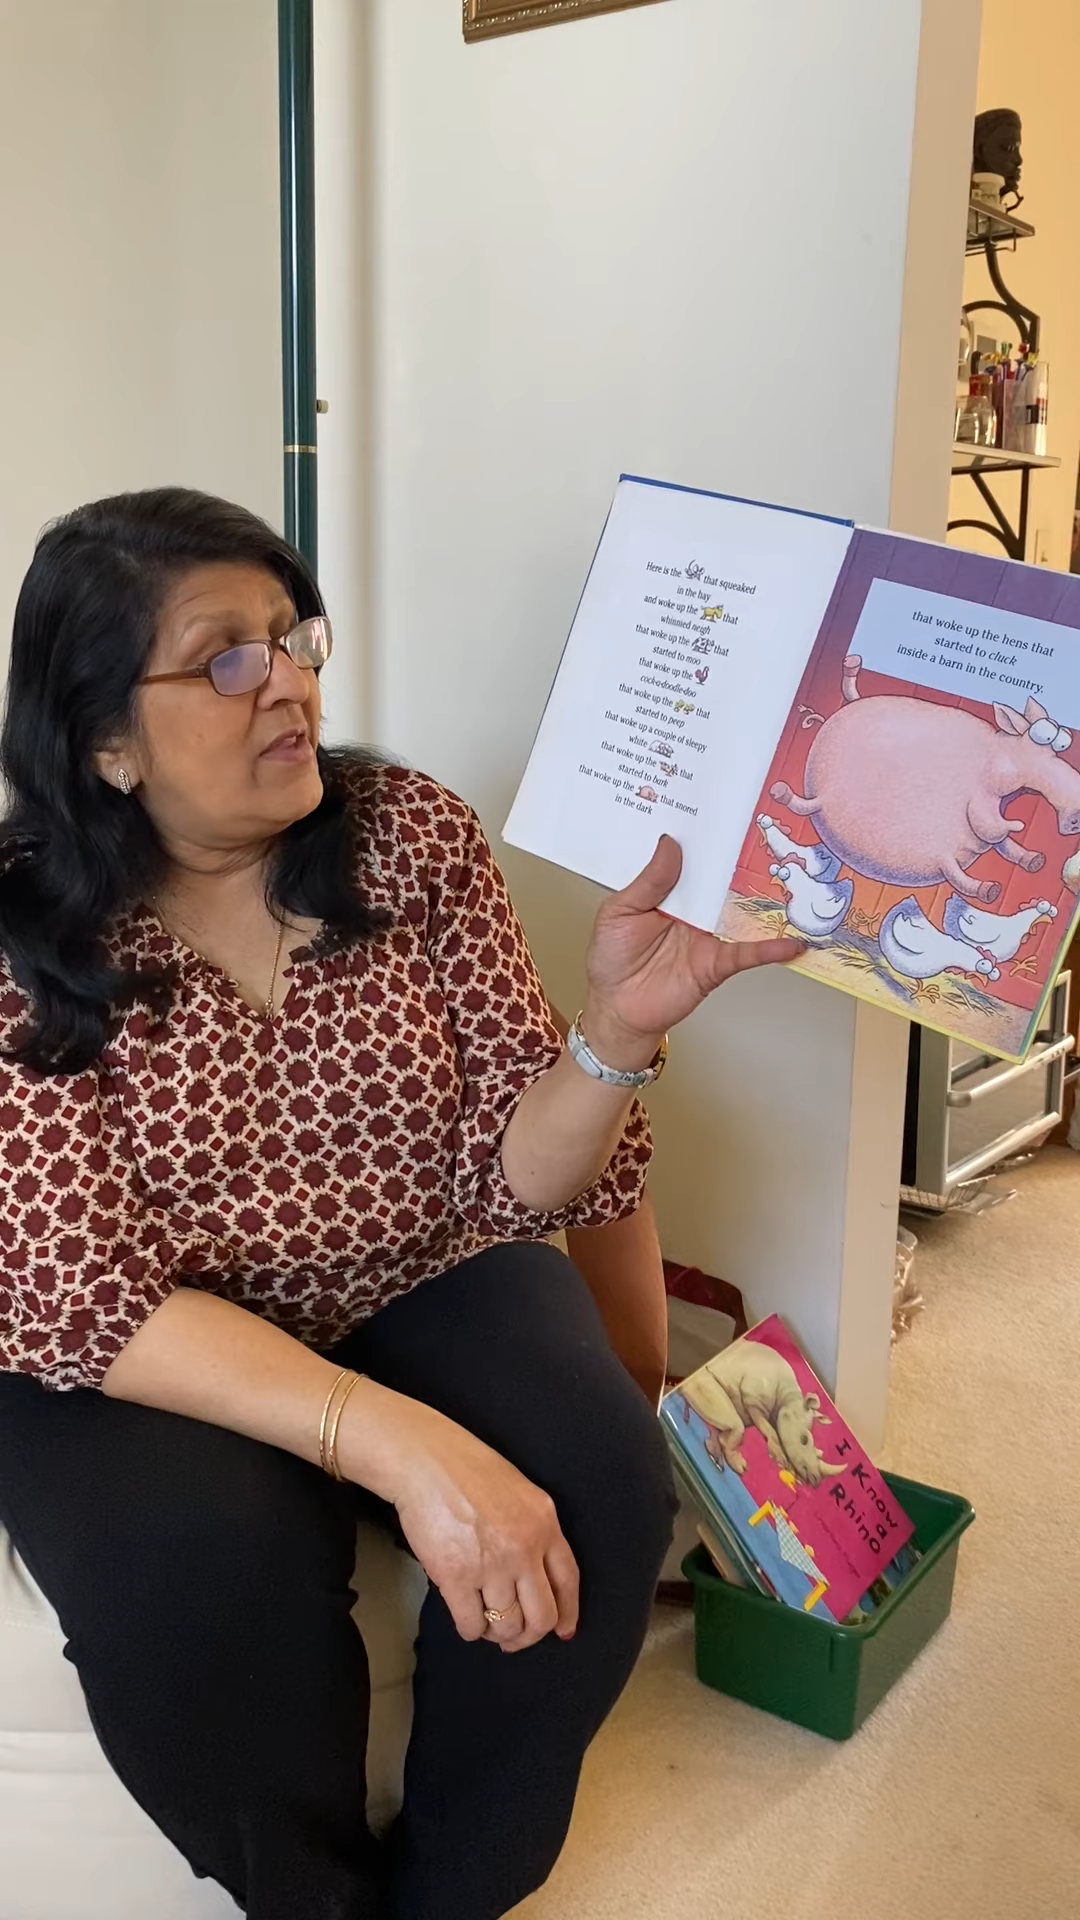 Here is the that squeaked
in the hay
and woke up the that
whinnied neigh
that woke up the that
started to moo
that woke up the
cock-a-doodle-doo
that woke up the that
started to peep
that woke up a couple of sleepy
white
that woke up the that
started to bark
that woke up the that snored
in the dark
that woke up the hens that
started to cluck
inside a barn in the country.
I Know
a
Rhino